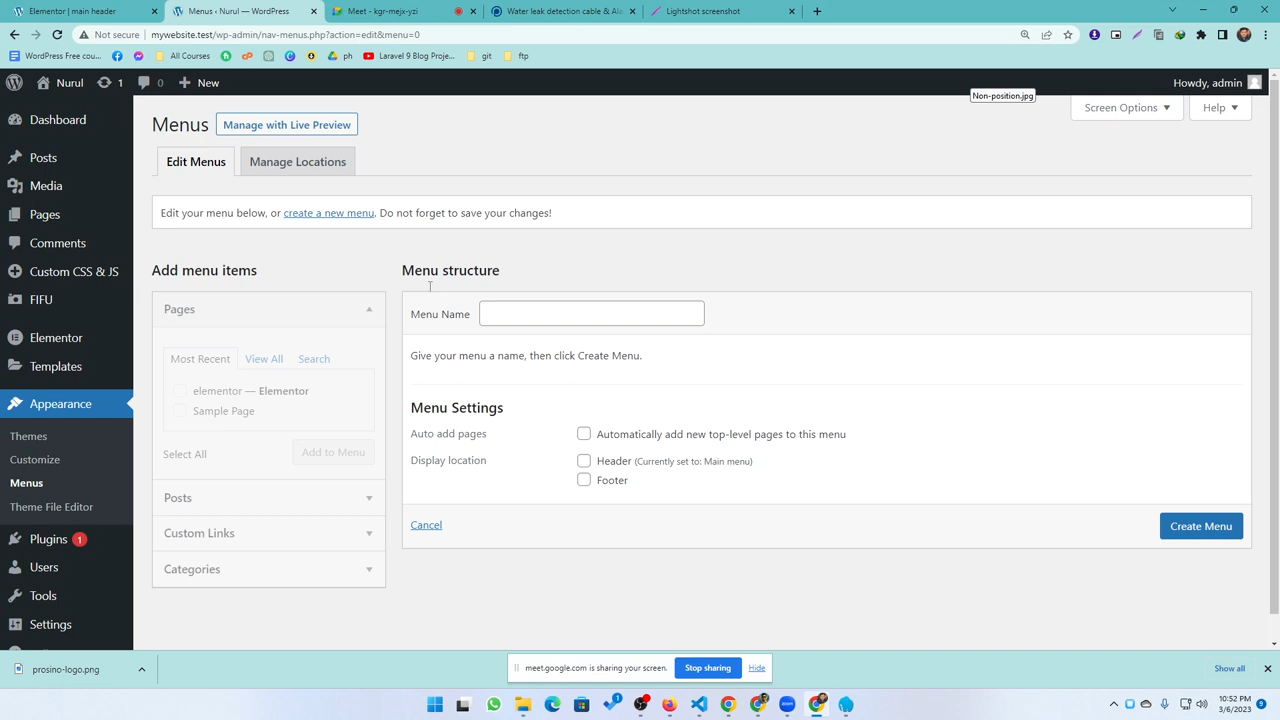 Elementor | main header
Menus ‹ Nurul — WordPress
Meet - kgr-mejx-yzi
Water leak detection cable & Ale
Lightshot screenshot
Not secure
mywebsite.test/wp-admin/nav-menus.php?action=edit&menu=0
WordPress Free cou...
All Courses
ph
Laravel 9 Blog Proje...
git
ftp
Nurul
1
0
New
Howdy, admin
Non-position.jpg
Screen Options
Help
Dashboard
Posts
Media
Pages
Comments
Custom CSS & JS
FIFU
Elementor
Templates
Appearance
Themes
Customize
Menus
Theme File Editor
Plugins 1
Users
Tools
Settings
Menus
Manage with Live Preview
Edit Menus
Manage Locations
Edit your menu below, or create a new menu. Do not forget to save your changes!
Add menu items
Pages
Most Recent
View All
Search
elementor — Elementor
Sample Page
Select All
Add to Menu
Posts
Custom Links
Categories
Menu structure
Menu Name
Give your menu a name, then click Create Menu.
Menu Settings
Auto add pages
Automatically add new top-level pages to this menu
Display location
Header (Currently set to: Main menu)
Footer
Cancel
Create Menu
prosino-logo.png
meet.google.com is sharing your screen.
Stop sharing
Hide
Show all
1
zoom
10:52 PM
3/6/2023